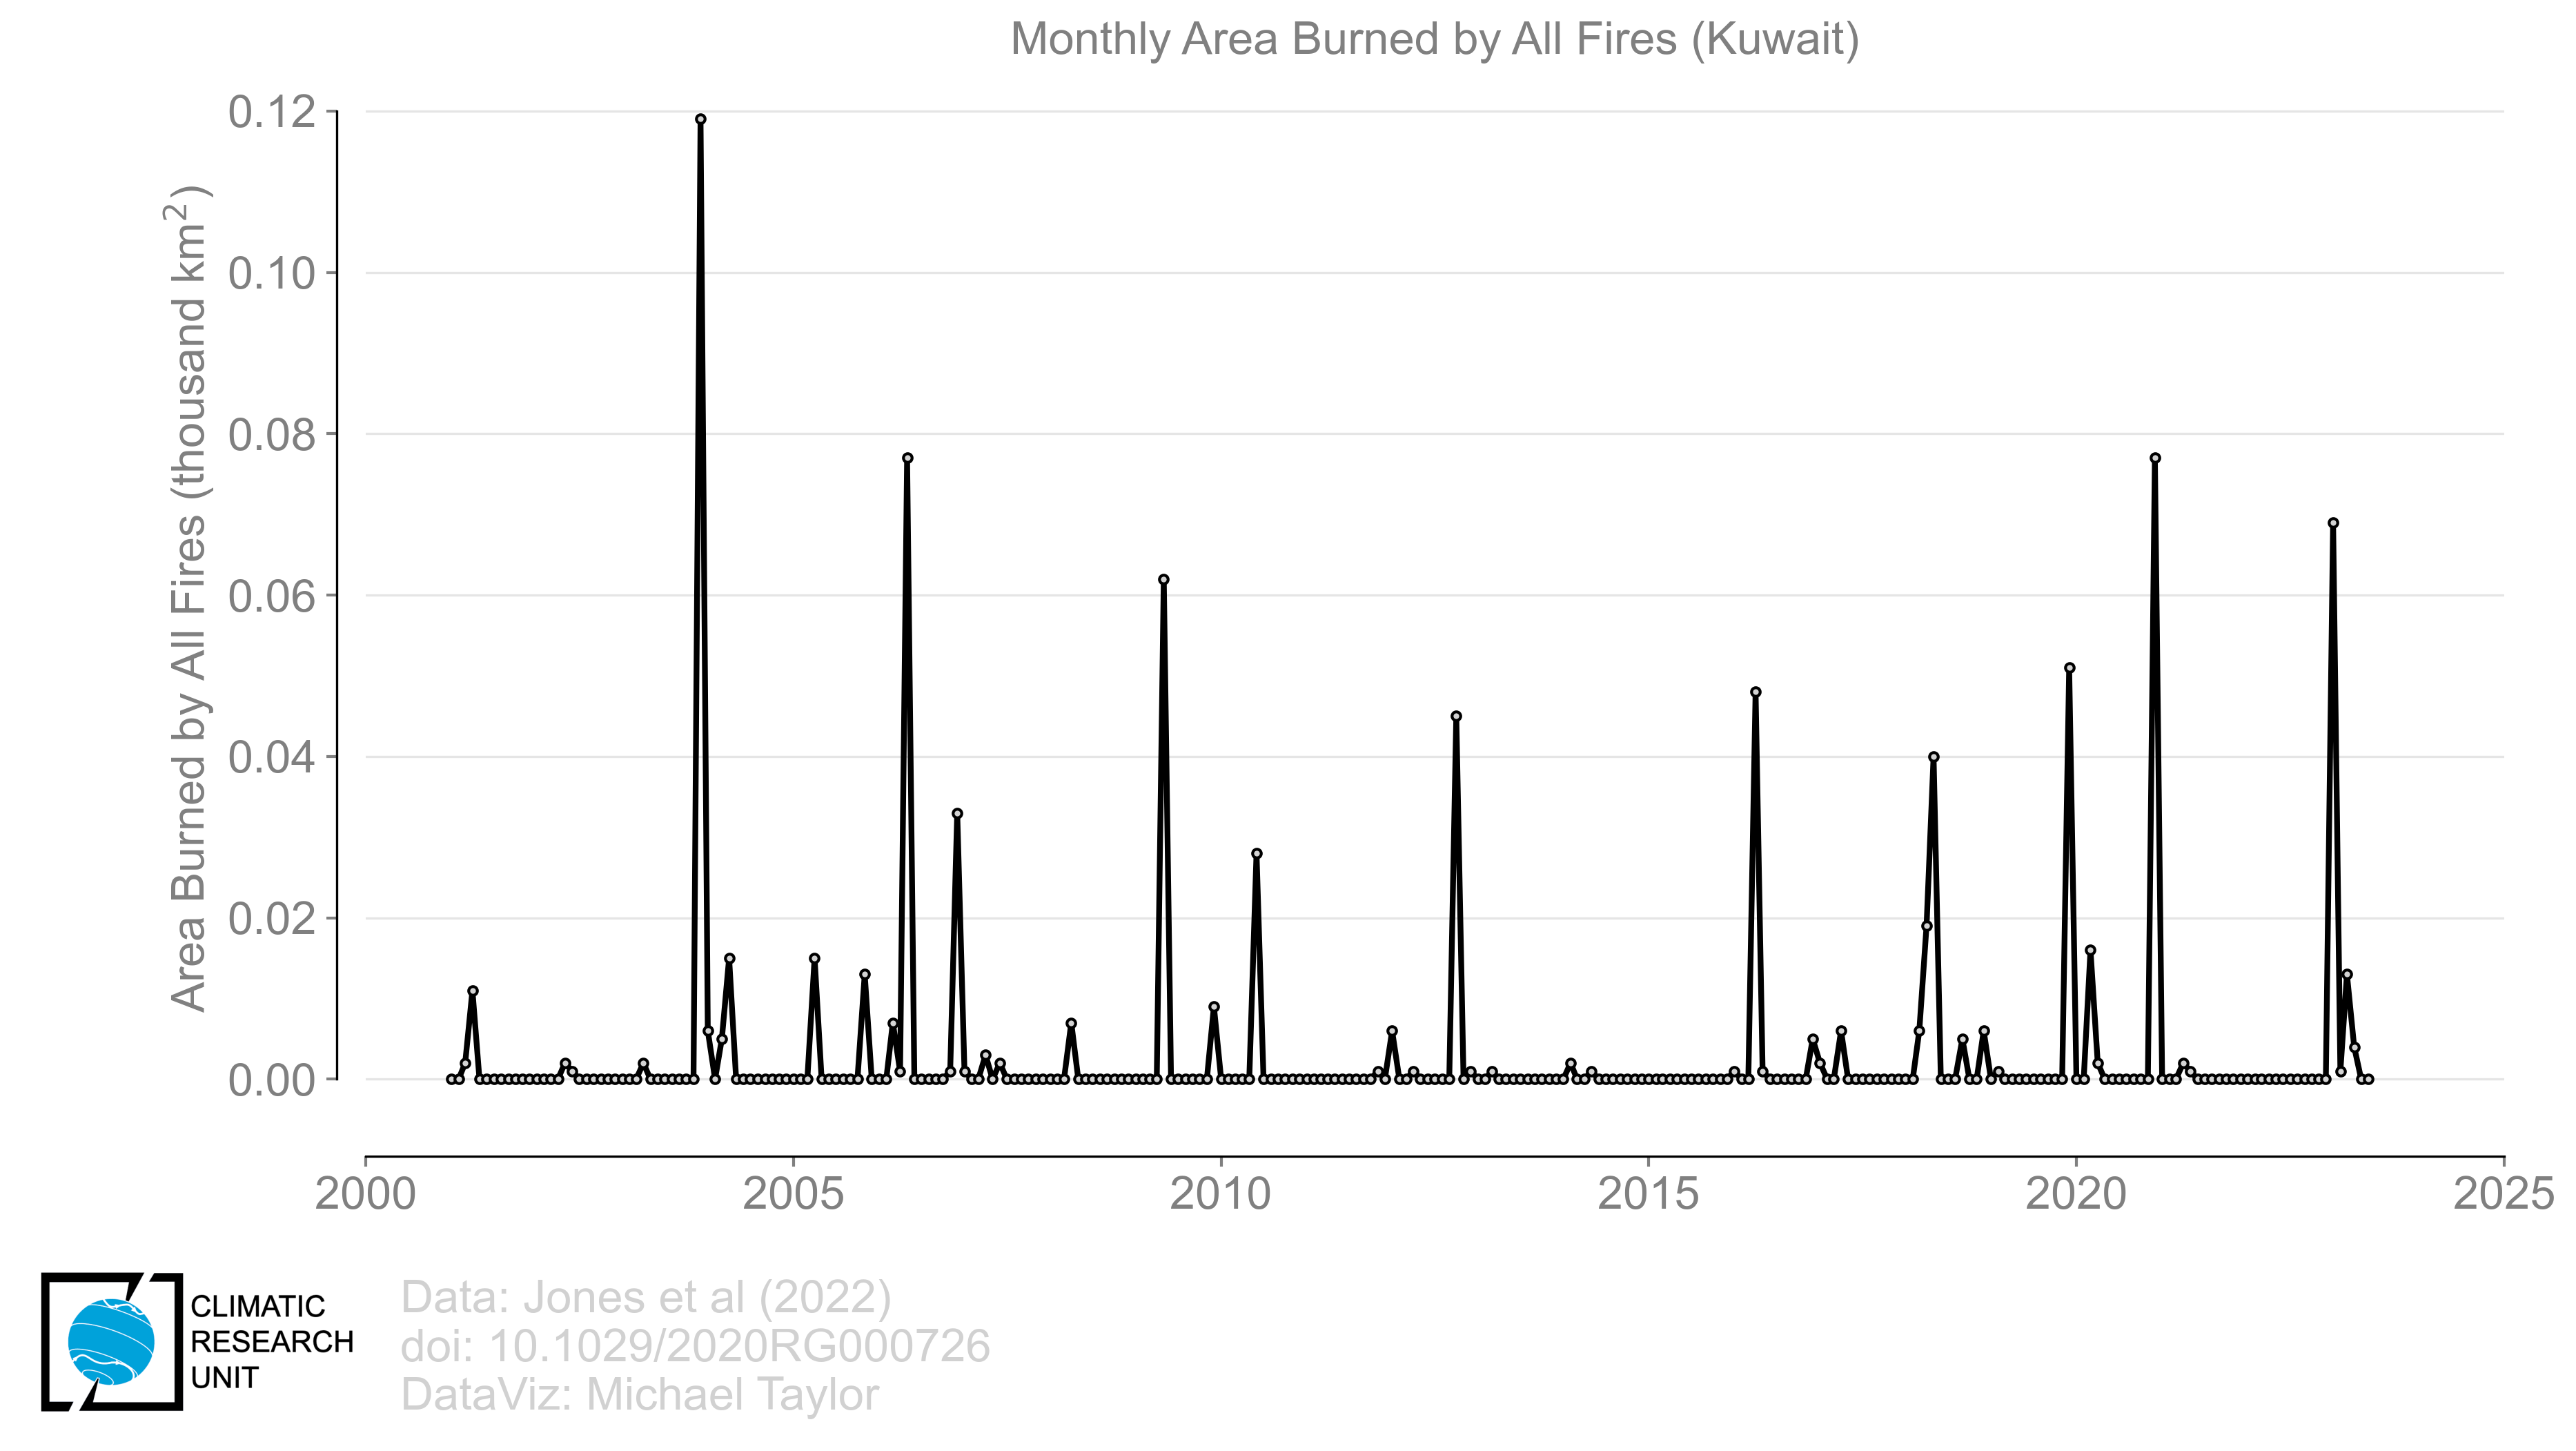 Monthly Area Burned by All Fires (Kuwait)
Area Burned by All Fires (thousand km²)
0.12
0.10
0.08
0.06
0.04
0.02
0.00
2000 2005 2010 2015 2020 2025
CLIMATIC
RESEARCH
UNIT
Data: Jones et al (2022)
doi: 10.1029/2020RG000726
DataViz: Michael Taylor